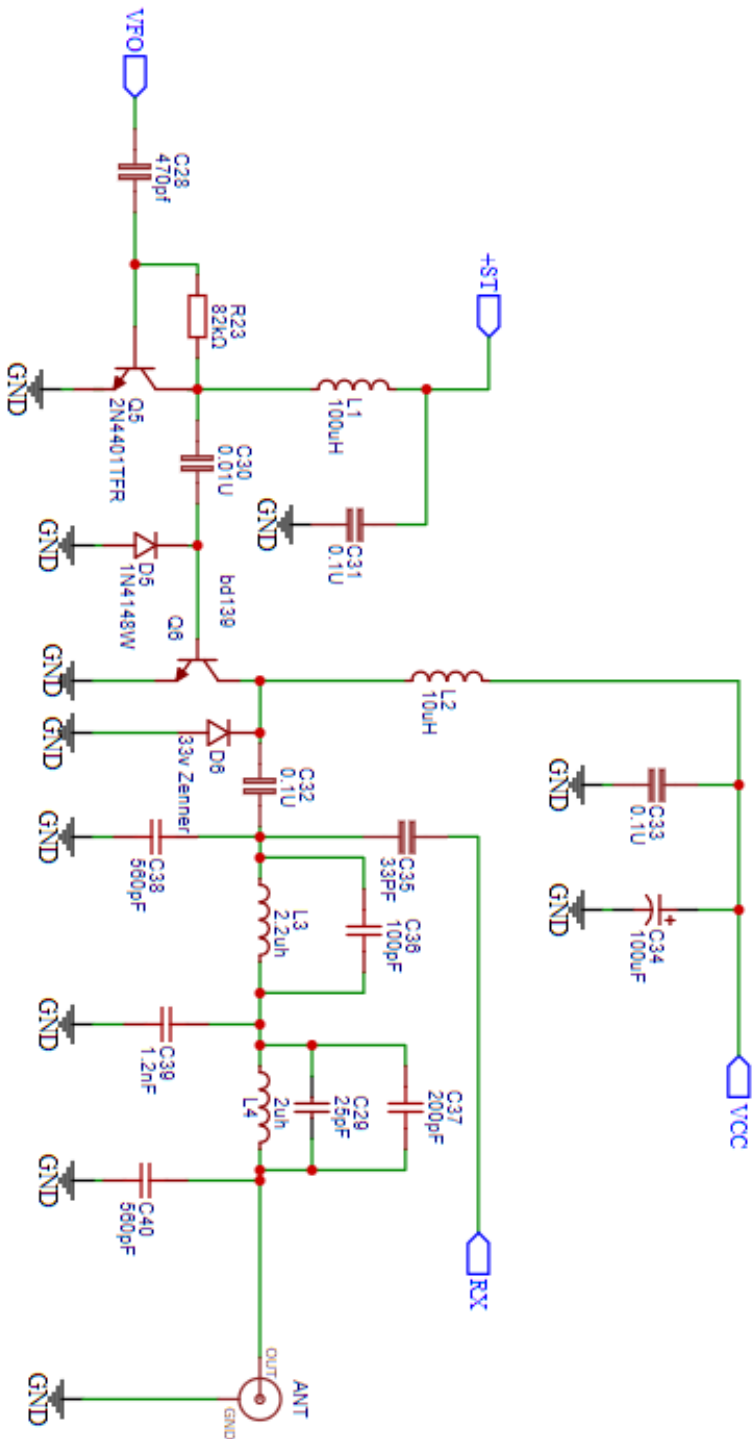 VFO
C28
470pf
R23
82kΩ
Q5
2N4401TFR
GND
+ST
L1
100uH
C31
0.1U
GND
C30
0.01U
D5
1N4148W
GND
bd139
Q6
GND
L2
10uH
D6
33v Zenner
GND
C32
0.1U
C33
0.1U
GND
C34
100uF
+
GND
VCC
C35
33PF
RX
C38
560pF
GND
C36
100pF
L3
2.2uh
C39
1.2nF
GND
C37
200pF
C29
25pF
2uh
L4
C40
560pF
GND
ANT
OUT
GND
GND